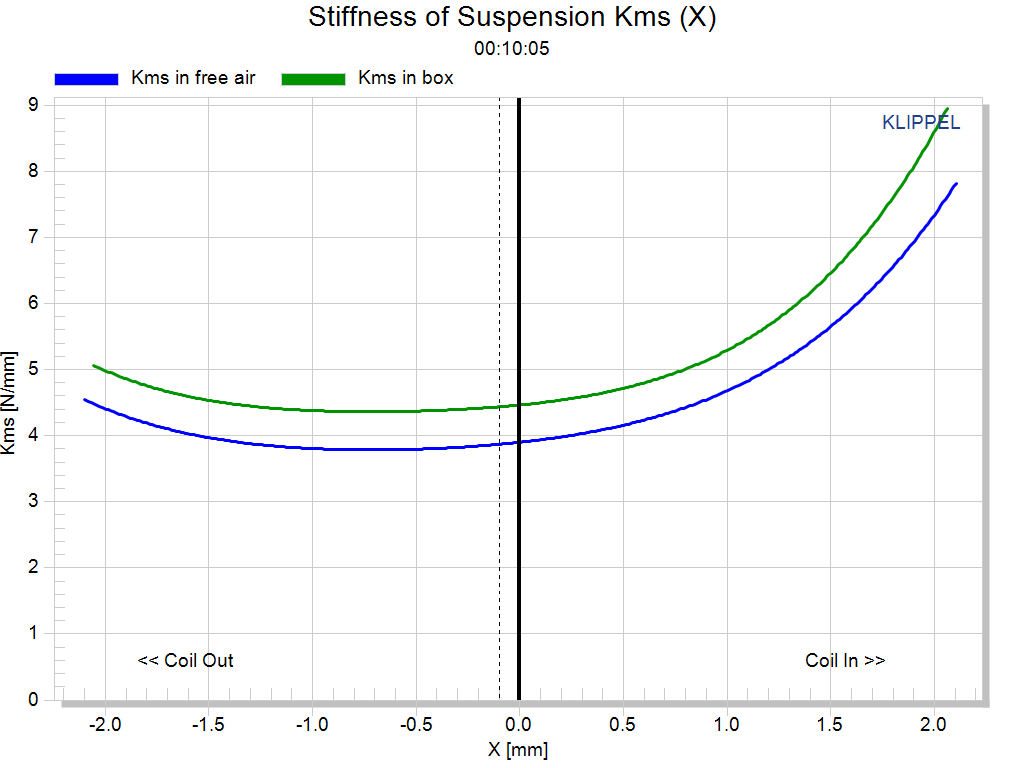 Stiffness of Suspension Kms (X)
00:10:05
Kms in free air Kms in box
KLIPPEL
Kms [N/mm]
9
8
7
6
5
4
3
2
1
0
<< Coil Out Coil In >>
-2.0 -1.5 -1.0 -0.5 0.0 0.5 1.0 1.5 2.0
X [mm]